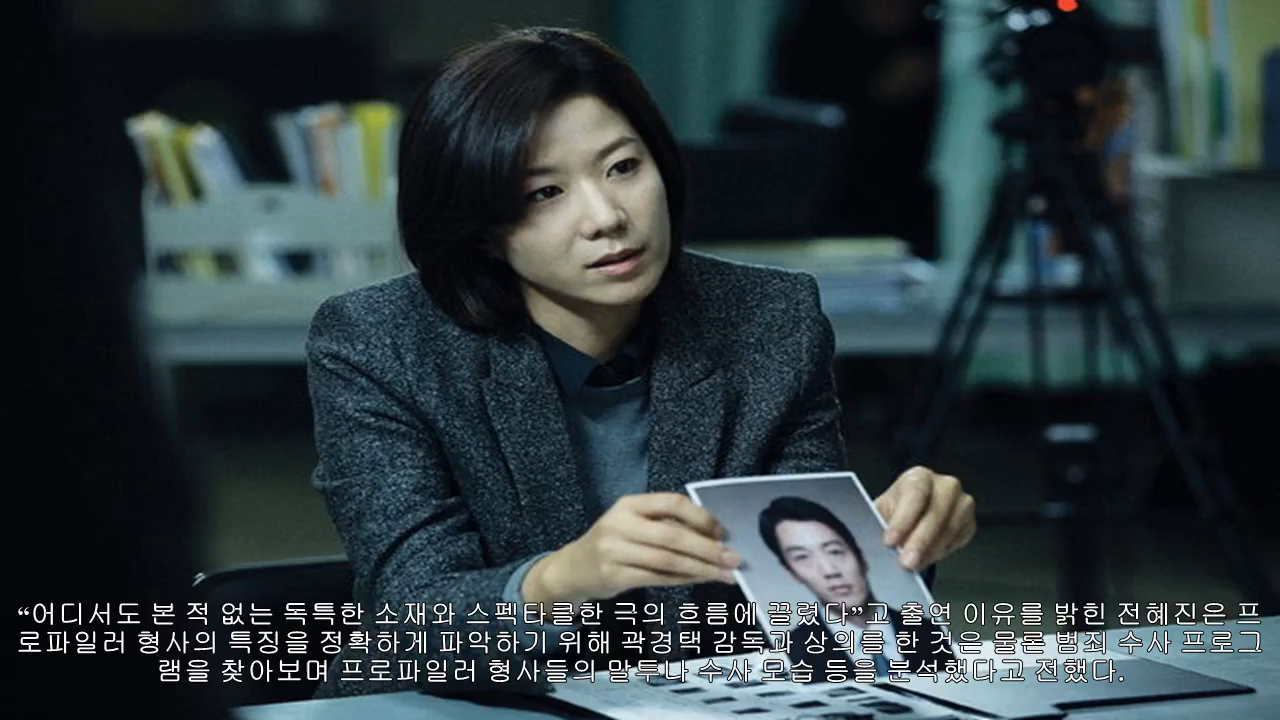 “어디서도 본 적 없는 독특한 소재와 스펙타클한 극의 흐름에 끌렸다”고 출연 이유를 밝힌 전혜진은 프
로파일러 형사의 특징을 정확하게 파악하기 위해 곽경택 감독과 상의를 한 것은 물론 범죄 수사 프로그
램을 찾아보며 프로파일러 형사들의 말투나 수사 모습 등을 분석했다고 전했다.